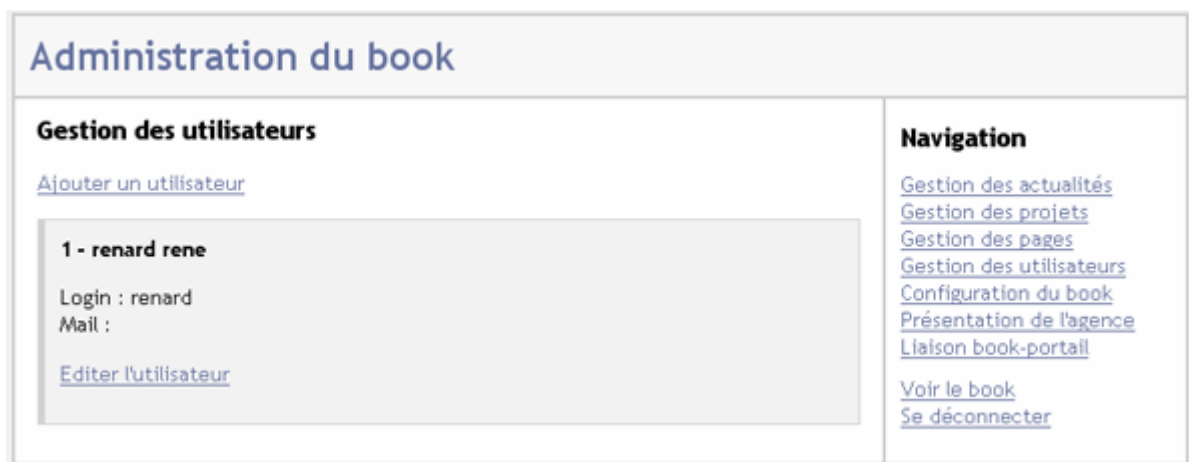 Administration du book
Gestion des utilisateurs
Ajouter un utilisateur
1 - renard rene
Login : renard
Mail :
Editer l'utilisateur
Navigation
Gestion des actualités
Gestion des projets
Gestion des pages
Gestion des utilisateurs
Configuration du book
Présentation de l'agence
Liaison book-portail
Voir le book
Se déconnecter